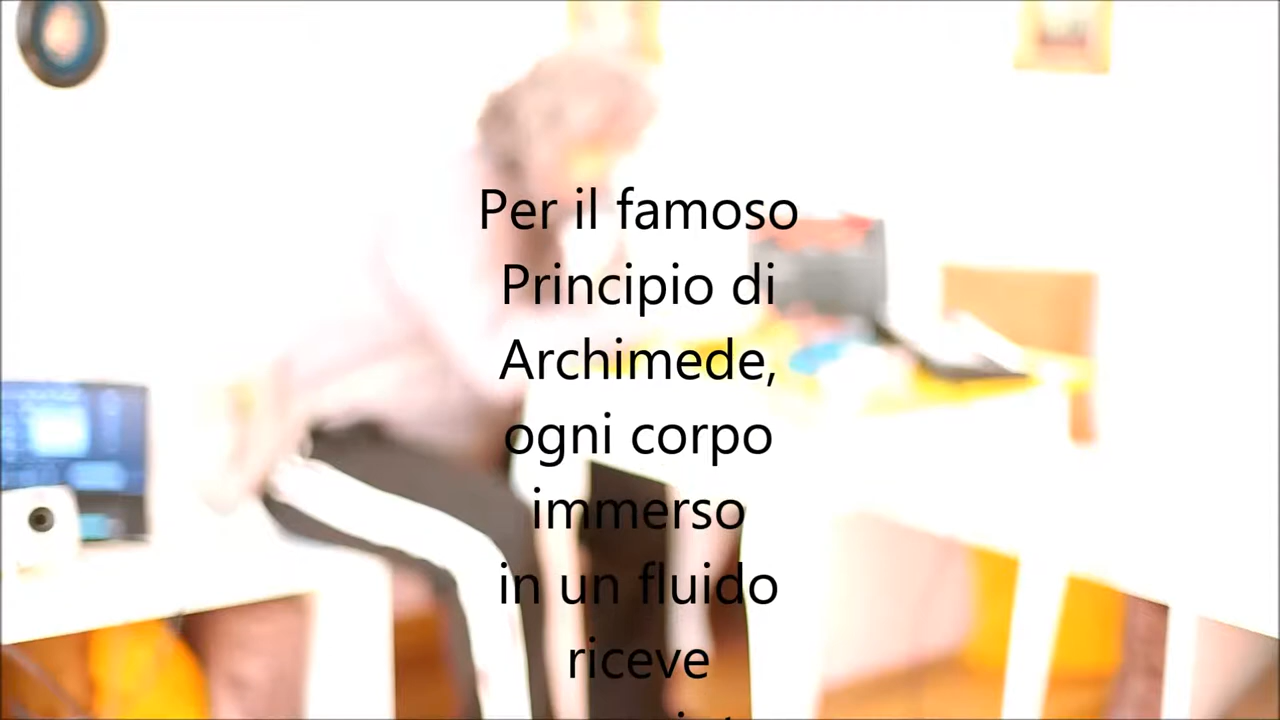 Per il famoso
Principio di
Archimede,
ogni corpo
immerso
in un fluido
riceve